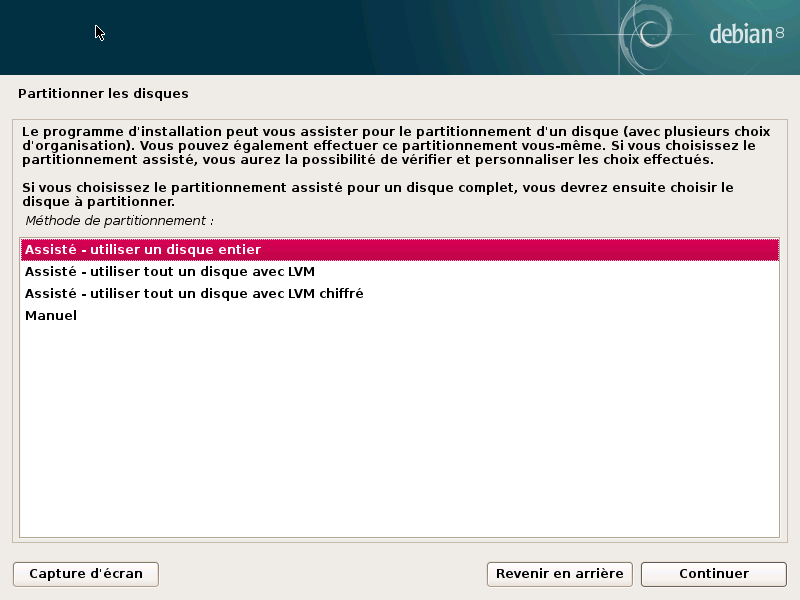 debian 8
Partitionner les disques
Le programme d'installation peut vous assister pour le partitionnement d'un disque (avec plusieurs choix
d'organisation). Vous pouvez également effectuer ce partitionnement vous-même. Si vous choisissez le
partitionnement assisté, vous aurez la possibilité de vérifier et personnaliser les choix effectués.
Si vous choisissez le partitionnement assisté pour un disque complet, vous devrez ensuite choisir le
disque à partitionner.
Méthode de partitionnement :
Assisté - utiliser un disque entier
Assisté - utiliser tout un disque avec LVM
Assisté - utiliser tout un disque avec LVM chiffré
Manuel
Capture d'écran
Revenir en arrière
Continuer